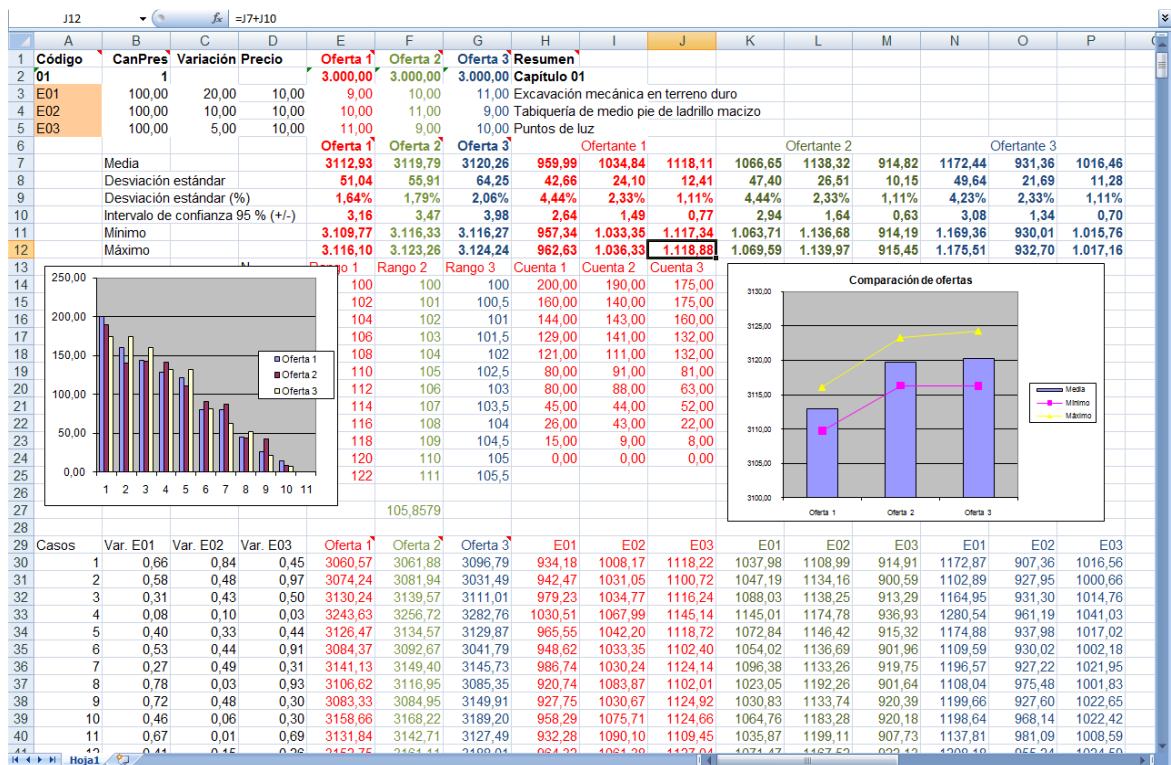 J12 fx =J7+J10
A B C D E F G H I J K L M N O P
1 Código CanPres Variación Precio Oferta 1 Oferta 2 Oferta 3 Resumen
2 01 1 3.000,00 3.000,00 3.000,00 Capítulo 01
3 E01 100,00 20,00 10,00 9,00 10,00 11,00 Excavación mecánica en terreno duro
4 E02 100,00 10,00 10,00 10,00 11,00 9,00 Tabiquería de medio pie de ladrillo macizo
5 E03 100,00 5,00 10,00 11,00 9,00 10,00 Puntos de luz
6 Oferta 1 Oferta 2 Oferta 3 Ofertante 1 Ofertante 2 Ofertante 3
7 Media 3112,93 3119,79 3120,26 959,99 1034,84 1118,11 1066,65 1138,32 914,82 1172,44 931,36 1016,46
8 Desviación estándar 51,04 55,91 64,25 42,66 24,10 12,41 47,40 26,51 10,15 49,64 21,69 11,28
9 Desviación estándar (%) 1,64% 1,79% 2,06% 4,44% 2,33% 1,11% 4,44% 2,33% 1,11% 4,23% 2,33% 1,11%
10 Intervalo de confianza 95 % (+/-) 3,16 3,47 3,98 2,64 1,49 0,77 2,94 1,64 0,63 3,08 1,34 0,70
11 Mínimo 3.109,77 3.116,33 3.116,27 957,34 1.033,35 1.117,34 1.063,71 1.136,68 914,19 1.169,36 930,01 1.015,76
12 Máximo 3.116,10 3.123,26 3.124,24 962,63 1.036,33 1.118,88 1.069,59 1.139,97 915,45 1.175,51 932,70 1.017,16
13 Rango 2 Rango 3 Cuenta 1 Cuenta 2 Cuenta 3
14 100 100 100 200,00 190,00 175,00
15 102 101 100,5 160,00 140,00 175,00
16 104 102 101 144,00 143,00 160,00
17 106 103 101,5 129,00 141,00 132,00
18 108 104 102 121,00 111,00 132,00
19 110 105 102,5 80,00 91,00 81,00
20 112 106 103 80,00 88,00 63,00
21 114 107 103,5 45,00 44,00 52,00
22 116 108 104 26,00 43,00 22,00
23 118 109 104,5 15,00 9,00 8,00
24 120 110 105 0,00 0,00 0,00
25 122 111 105,5
26
27 105,8579
28
250,00
200,00
150,00
100,00
50,00
0,00
1 2 3 4 5 6 7 8 9 10 11
Oferta 1
Oferta 2
Oferta 3
Comparación de ofertas
3130,00
3125,00
3120,00
3115,00
3110,00
3105,00
3100,00
Oferta 1 Oferta 2 Oferta 3
Media
Mínimo
Máximo
29 Casos Var. E01 Var. E02 Var. E03 Oferta 1 Oferta 2 Oferta 3 E01 E02 E03 E01 E02 E03 E01 E02 E03
30 1 0,66 0,84 0,45 3060,57 3061,88 3096,79 934,18 1008,17 1118,22 1037,98 1108,99 914,91 1172,87 907,36 1016,56
31 2 0,58 0,48 0,97 3074,24 3081,94 3031,49 942,47 1031,05 1100,72 1047,19 1134,16 900,59 1102,89 927,95 1000,66
32 3 0,31 0,43 0,50 3130,24 3139,57 3111,01 979,23 1034,77 1116,24 1088,03 1138,25 913,29 1164,95 931,30 1014,76
33 4 0,08 0,10 0,03 3243,63 3256,72 3282,76 1030,51 1067,99 1145,14 1145,01 1174,78 936,93 1280,54 961,19 1041,03
34 5 0,40 0,33 0,44 3126,47 3134,57 3129,87 965,55 1042,20 1118,72 1072,84 1146,42 915,32 1174,88 937,98 1017,02
35 6 0,53 0,44 0,91 3084,37 3092,67 3041,79 948,62 1033,35 1102,40 1054,02 1136,69 901,96 1109,59 930,02 1002,18
36 7 0,27 0,49 0,31 3141,13 3149,40 3145,73 986,74 1030,24 1124,14 1096,38 1133,26 919,75 1196,57 927,22 1021,95
37 8 0,78 0,03 0,93 3106,62 3116,95 3085,35 920,74 1083,87 1102,01 1023,05 1192,26 901,64 1108,04 975,48 1001,83
38 9 0,72 0,48 0,30 3083,33 3084,95 3149,91 927,75 1030,67 1124,92 1030,83 1133,74 920,39 1199,66 927,60 1022,65
39 10 0,46 0,06 0,30 3158,66 3168,22 3189,20 958,29 1075,71 1124,66 1064,76 1183,28 920,18 1198,64 968,14 1022,42
40 11 0,67 0,01 0,69 3131,84 3142,71 3127,49 932,28 1090,10 1109,45 1035,87 1199,11 907,73 1137,81 981,09 1008,59
Hoja1